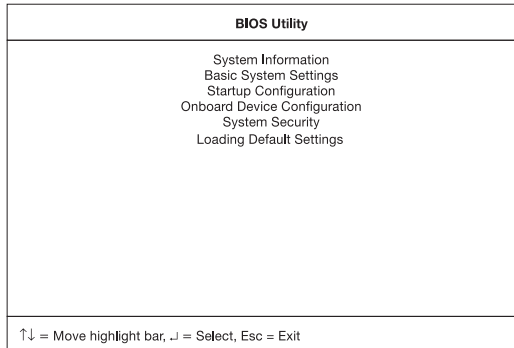 BIOS Utility
System Information
Basic System Settings
Startup Configuration
Onboard Device Configuration
System Security
Loading Default Settings
↑↓ = Move highlight bar, ↵ = Select, Esc = Exit